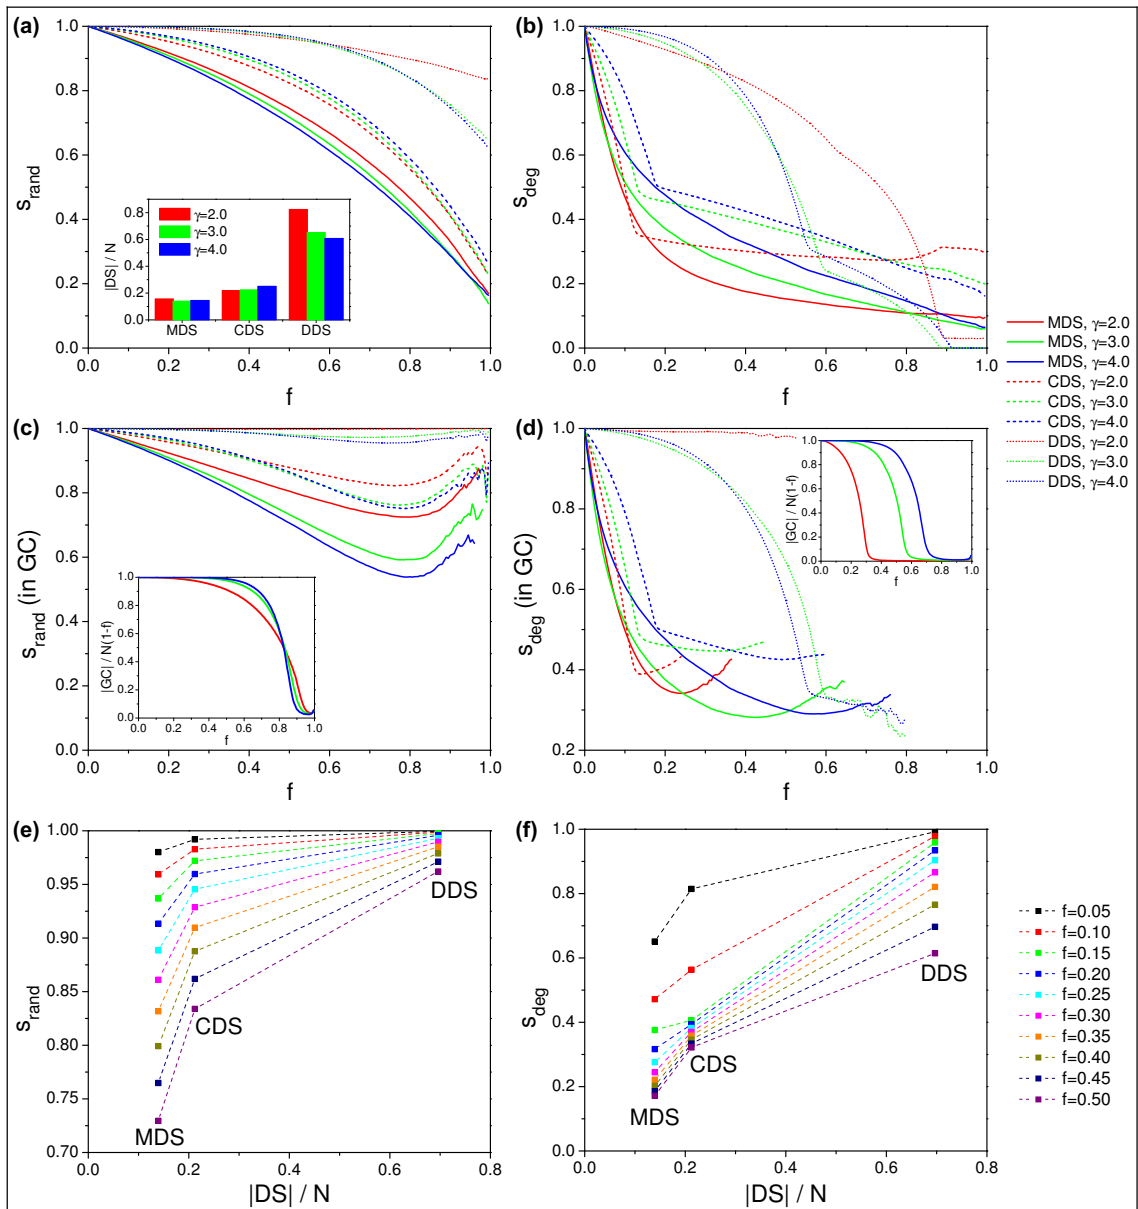 (a)
1.0
0.8
0.6
0.4
0.2
0.0
s_rand
0.0 0.2 0.4 0.6 0.8 1.0
f
|DS| / N
0.8
0.6
0.4
0.2
0.0
γ=2.0
γ=3.0
γ=4.0
MDS CDS DDS
(b)
1.0
0.8
0.6
0.4
0.2
0.0
s_deg
0.0 0.2 0.4 0.6 0.8 1.0
f
MDS, γ=2.0
MDS, γ=3.0
MDS, γ=4.0
CDS, γ=2.0
CDS, γ=3.0
CDS, γ=4.0
DDS, γ=2.0
DDS, γ=3.0
DDS, γ=4.0
(c)
1.0
0.8
0.6
0.4
0.2
0.0
s_rand (in GC)
0.0 0.2 0.4 0.6 0.8 1.0
f
|GC| / N(1-f)
1.0
0.8
0.6
0.4
0.2
0.0
0.0 0.2 0.4 0.6 0.8 1.0
f
(d)
1.0
0.9
0.8
0.7
0.6
0.5
0.4
0.3
0.2
s_deg (in GC)
0.0 0.2 0.4 0.6 0.8 1.0
f
|GC| / N(1-f)
1.0
0.8
0.6
0.4
0.2
0.0
0.0 0.2 0.4 0.6 0.8 1.0
f
(e)
1.00
0.95
0.90
0.85
0.80
0.75
0.70
s_rand
DDS
CDS
MDS
0.0 0.2 0.4 0.6 0.8
|DS| / N
(f)
1.0
0.8
0.6
0.4
0.2
0.0
s_deg
DDS
CDS
MDS
0.0 0.2 0.4 0.6 0.8
|DS| / N
f=0.05
f=0.10
f=0.15
f=0.20
f=0.25
f=0.30
f=0.35
f=0.40
f=0.45
f=0.50